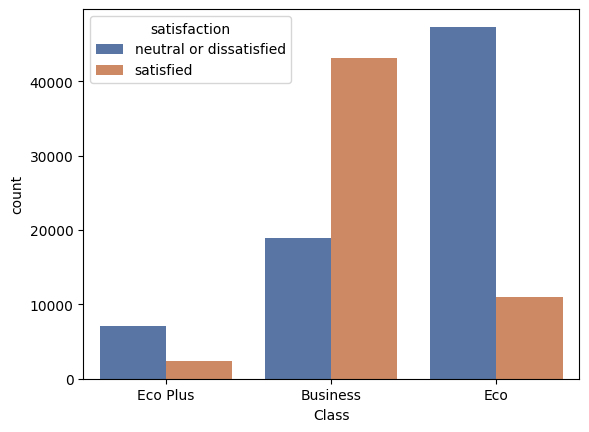 satisfaction
neutral or dissatisfied
satisfied
count
40000
30000
20000
10000
0
Eco Plus
Business
Eco
Class